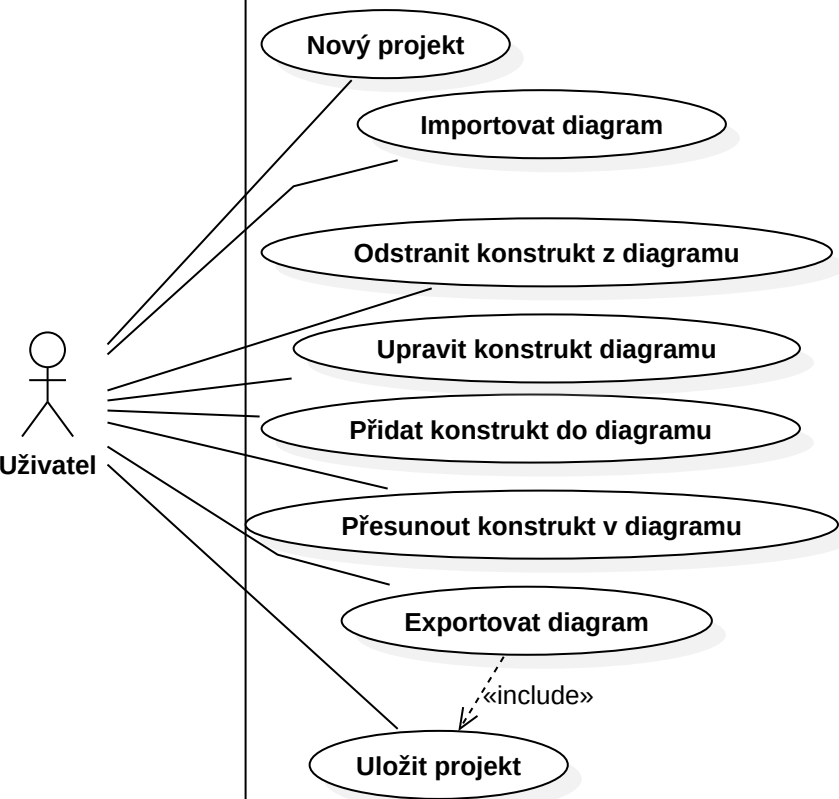 Nový projekt
Importovat diagram
Odstranit konstrukt z diagramu
Upravit konstrukt diagramu
Přidat konstrukt do diagramu
Uživatel
Přesunout konstrukt v diagramu
Exportovat diagram
«include»
Uložit projekt